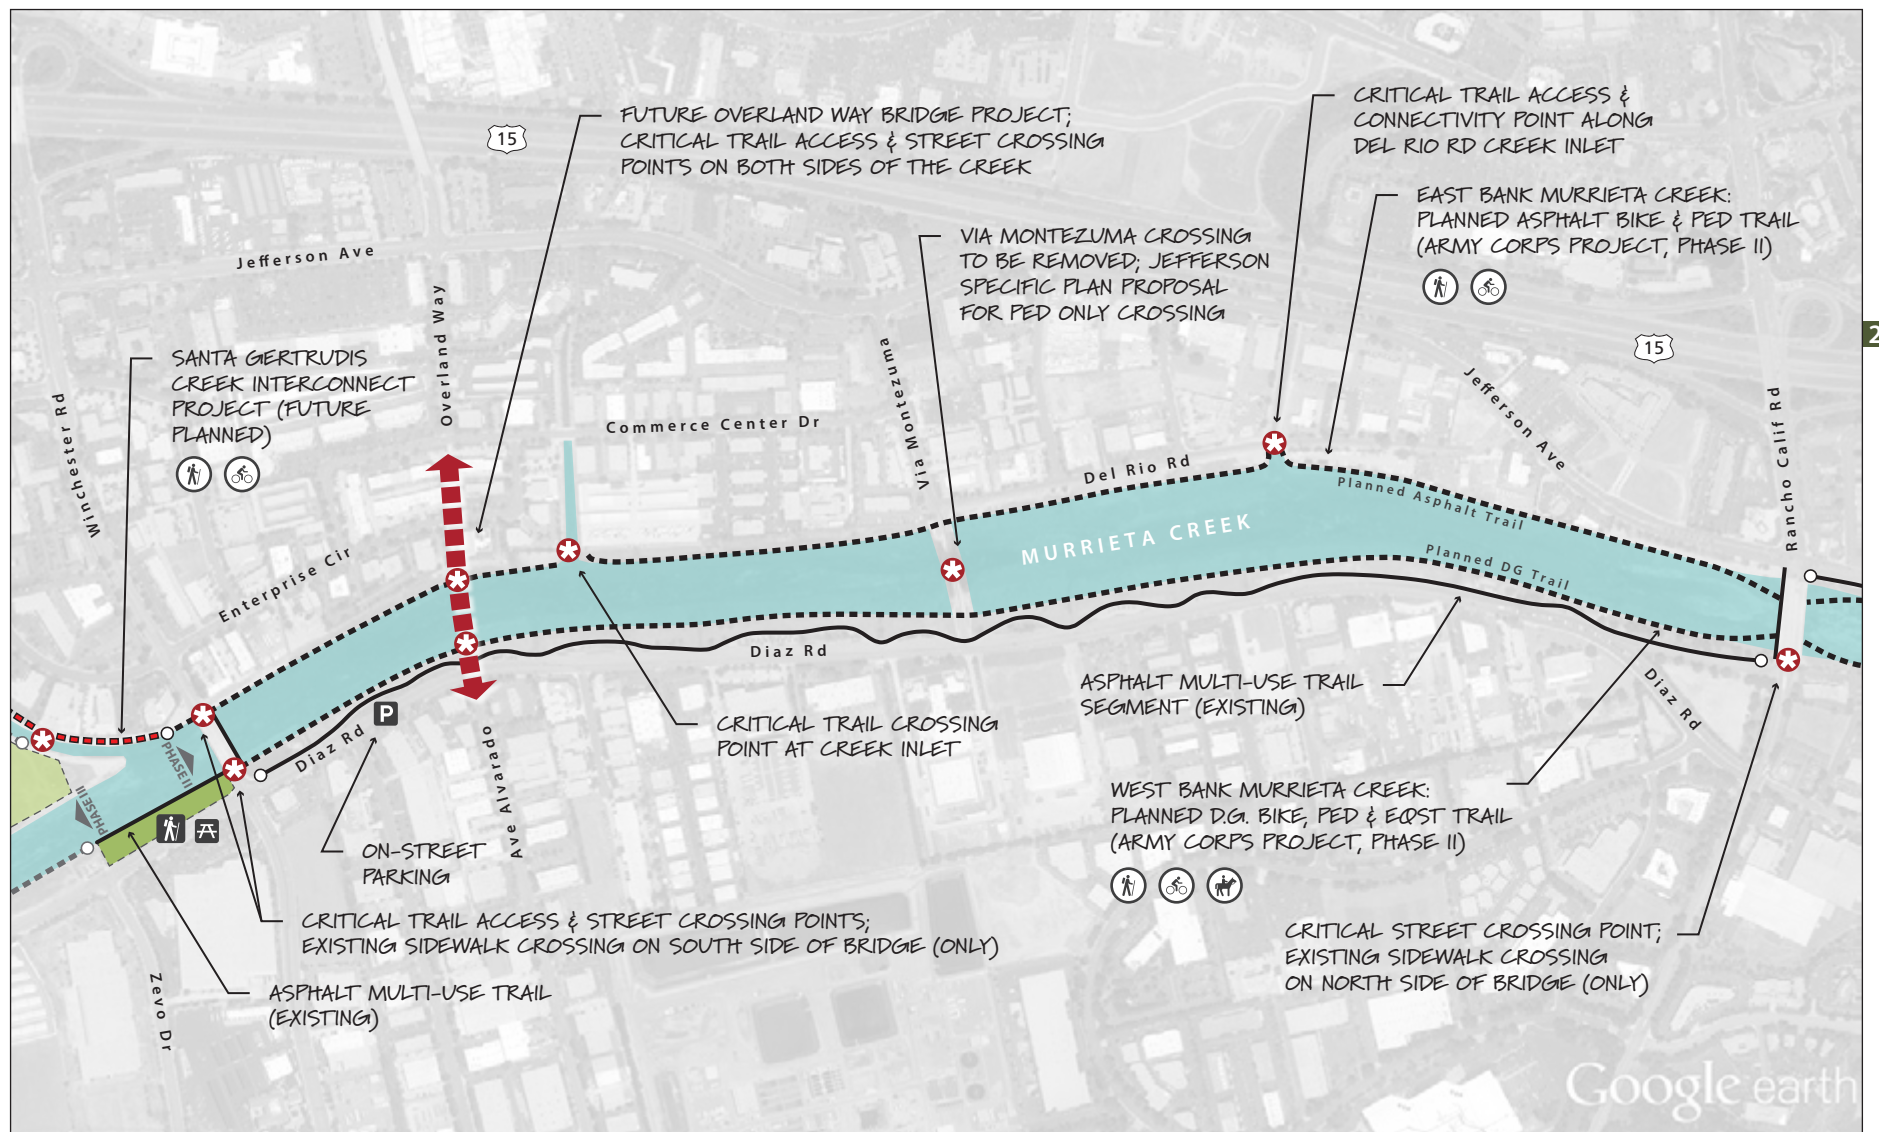 FUTURE OVERLAND WAY BRIDGE PROJECT;
CRITICAL TRAIL ACCESS & STREET CROSSING
POINTS ON BOTH SIDES OF THE CREEK
15
CRITICAL TRAIL ACCESS &
CONNECTIVITY POINT ALONG
DEL RIO RD CREEK INLET
EAST BANK MURRIETA CREEK:
PLANNED ASPHALT BIKE & PED TRAIL
(ARMY CORPS PROJECT, PHASE II)
VIA MONTEZUMA CROSSING
TO BE REMOVED; JEFFERSON
SPECIFIC PLAN PROPOSAL
FOR PED ONLY CROSSING
2
15
Jefferson Ave
Overland Way
SANTA GERTRUDIS
CREEK INTERCONNECT
PROJECT (FUTURE
PLANNED)
Winchester Rd
Commerce Center Dr
Via Montezuma
Del Rio Rd
Jefferson Ave
Rancho Calif Rd
Planned Asphalt Trail
MURRIETA CREEK
Planned DG Trail
Enterprise Cir
Diaz Rd
Diaz Rd
Diaz Rd
P
PHASE II
PHASE III
Ave Alvarado
ASPHALT MULTI-USE TRAIL
SEGMENT (EXISTING)
CRITICAL TRAIL CROSSING
POINT AT CREEK INLET
WEST BANK MURRIETA CREEK:
PLANNED D.G. BIKE, PED & EQST TRAIL
(ARMY CORPS PROJECT, PHASE II)
ON-STREET
PARKING
CRITICAL TRAIL ACCESS & STREET CROSSING POINTS;
EXISTING SIDEWALK CROSSING ON SOUTH SIDE OF BRIDGE (ONLY)
CRITICAL STREET CROSSING POINT;
EXISTING SIDEWALK CROSSING
ON NORTH SIDE OF BRIDGE (ONLY)
Zevo Dr
ASPHALT MULTI-USE TRAIL
(EXISTING)
Google earth